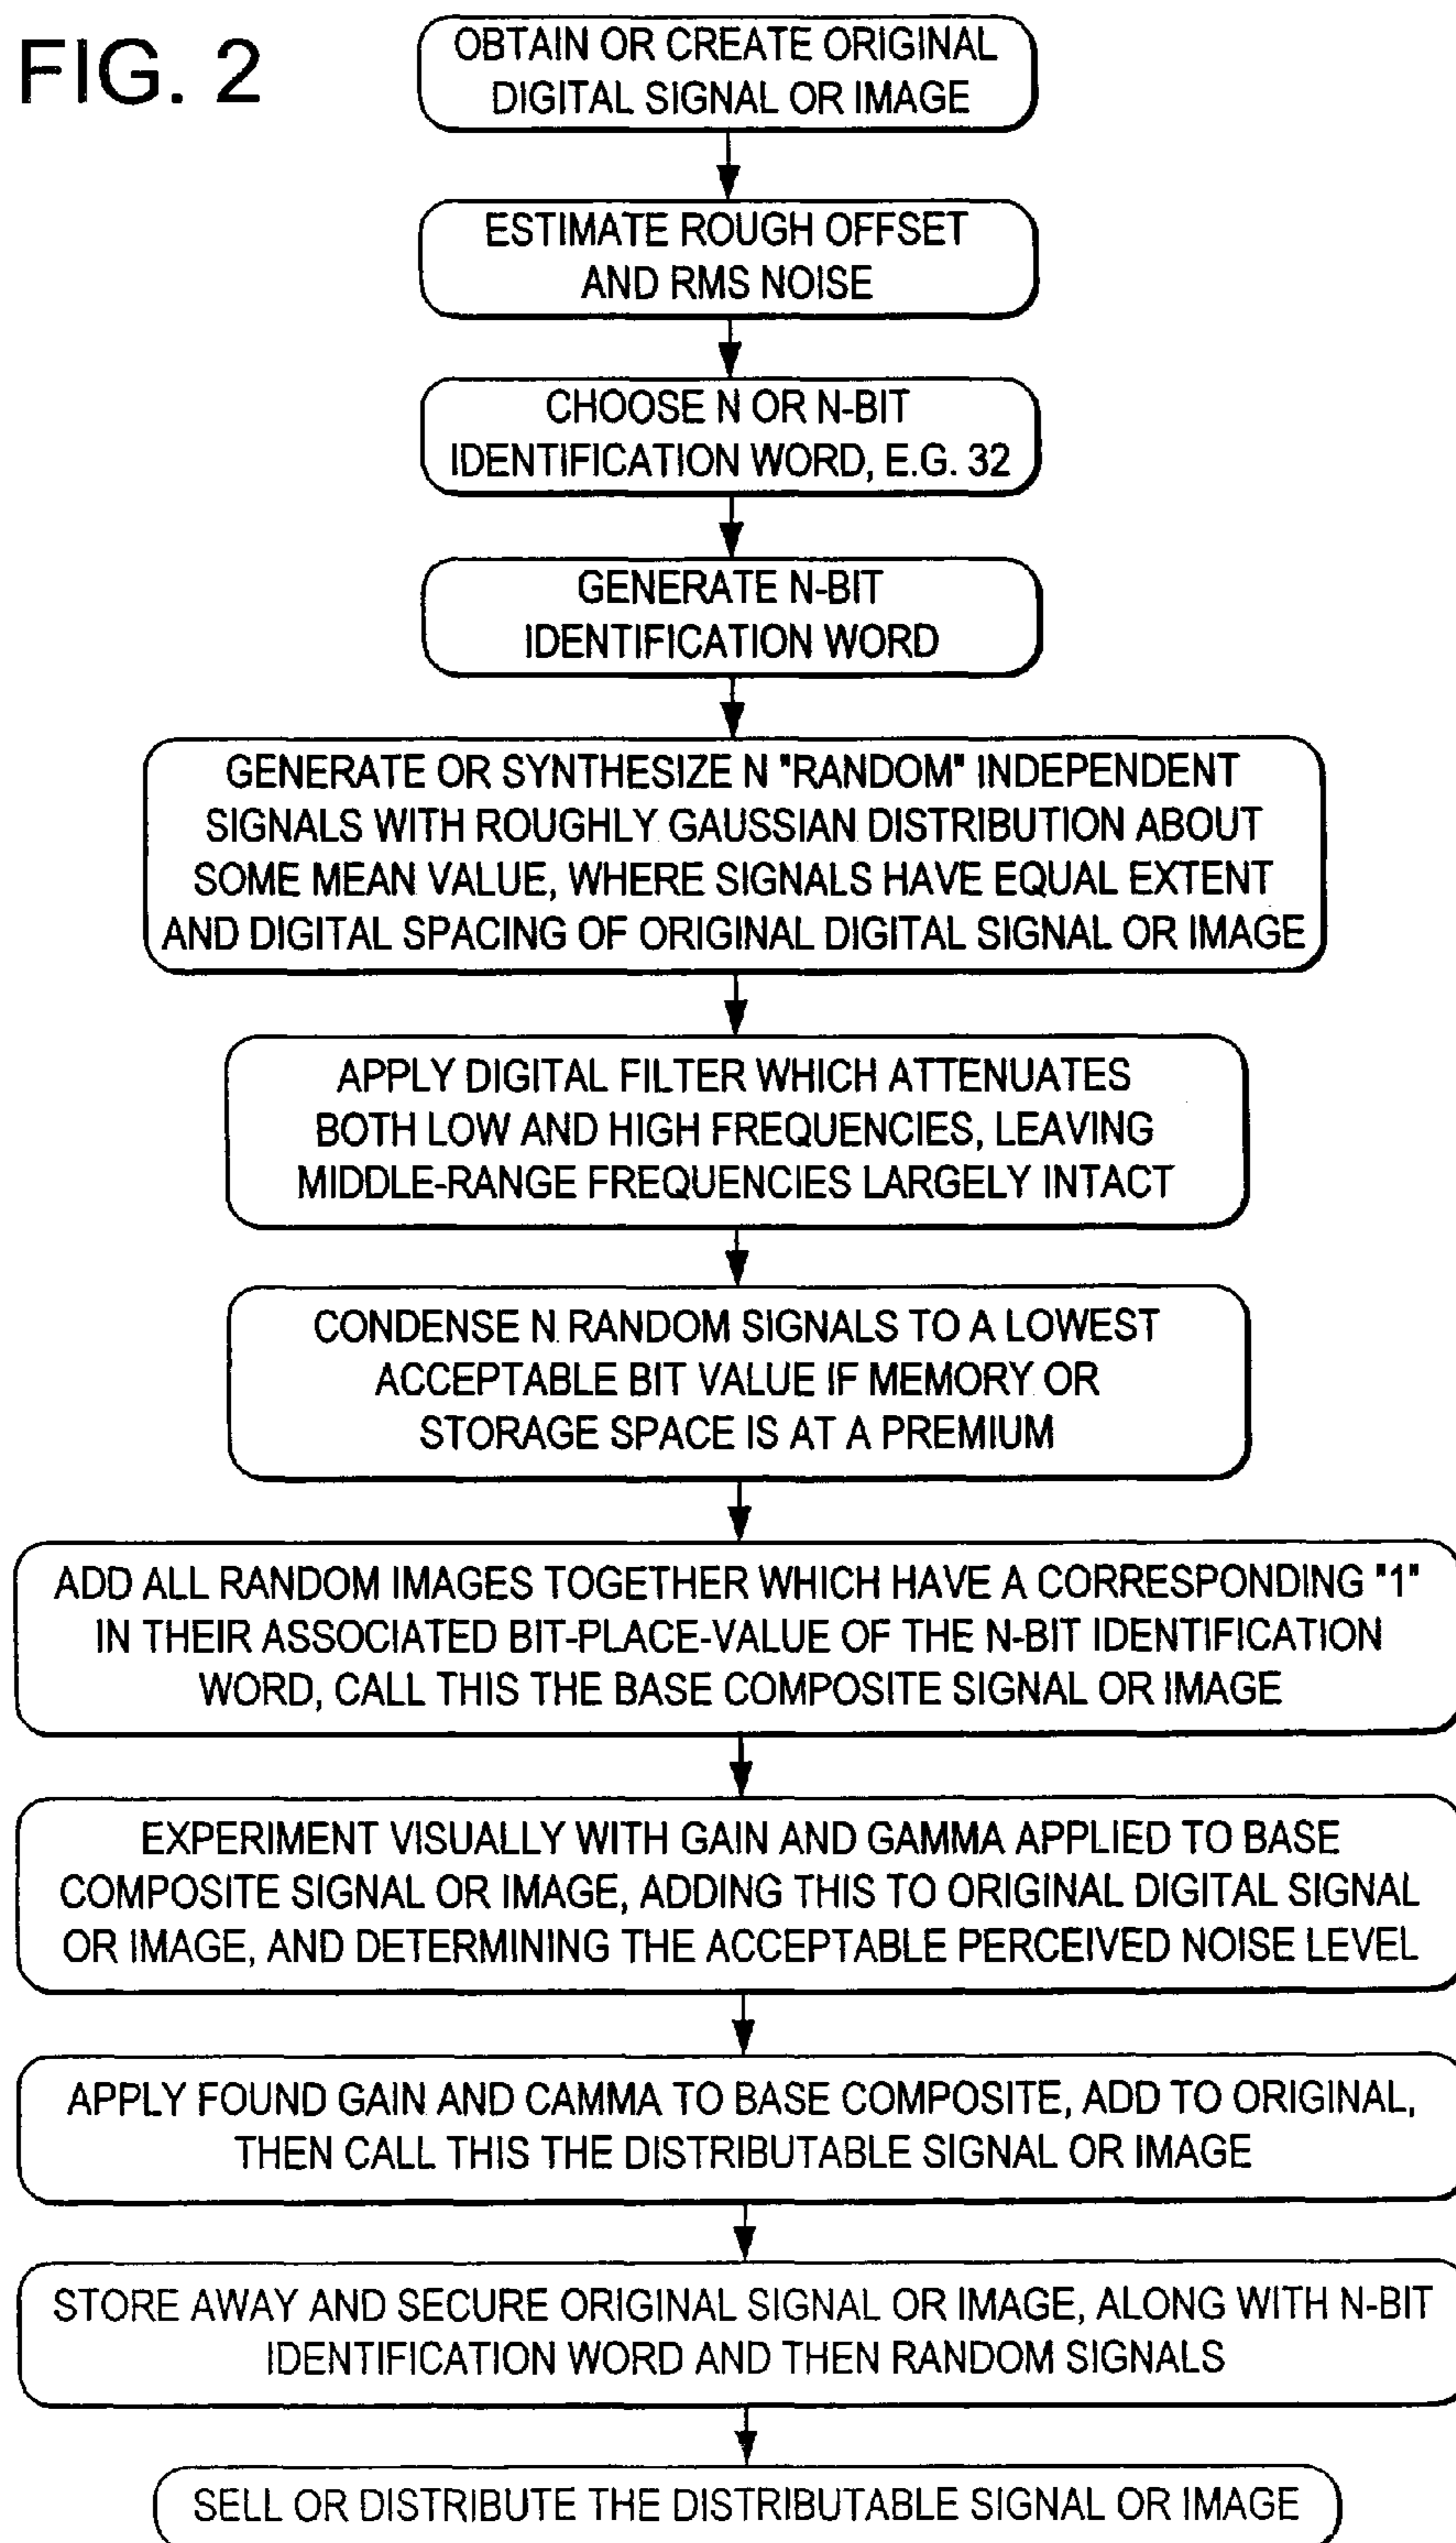 FIG. 2
OBTAIN OR CREATE ORIGINAL
DIGITAL SIGNAL OR IMAGE
ESTIMATE ROUGH OFFSET
AND RMS NOISE
CHOOSE N OR N-BIT
IDENTIFICATION WORD, E.G. 32
GENERATE N-BIT
IDENTIFICATION WORD
GENERATE OR SYNTHESIZE N "RANDOM" INDEPENDENT
SIGNALS WITH ROUGHLY GAUSSIAN DISTRIBUTION ABOUT
SOME MEAN VALUE, WHERE SIGNALS HAVE EQUAL EXTENT
AND DIGITAL SPACING OF ORIGINAL DIGITAL SIGNAL OR IMAGE
APPLY DIGITAL FILTER WHICH ATTENUATES
BOTH LOW AND HIGH FREQUENCIES, LEAVING
MIDDLE-RANGE FREQUENCIES LARGELY INTACT
CONDENSE N RANDOM SIGNALS TO A LOWEST
ACCEPTABLE BIT VALUE IF MEMORY OR
STORAGE SPACE IS AT A PREMIUM
ADD ALL RANDOM IMAGES TOGETHER WHICH HAVE A CORRESPONDING "1"
IN THEIR ASSOCIATED BIT-PLACE-VALUE OF THE N-BIT IDENTIFICATION
WORD, CALL THIS THE BASE COMPOSITE SIGNAL OR IMAGE
EXPERIMENT VISUALLY WITH GAIN AND GAMMA APPLIED TO BASE
COMPOSITE SIGNAL OR IMAGE, ADDING THIS TO ORIGINAL DIGITAL SIGNAL
OR IMAGE, AND DETERMINING THE ACCEPTABLE PERCEIVED NOISE LEVEL
APPLY FOUND GAIN AND CAMMA TO BASE COMPOSITE, ADD TO ORIGINAL,
THEN CALL THIS THE DISTRIBUTABLE SIGNAL OR IMAGE
STORE AWAY AND SECURE ORIGINAL SIGNAL OR IMAGE, ALONG WITH N-BIT
IDENTIFICATION WORD AND THEN RANDOM SIGNALS
SELL OR DISTRIBUTE THE DISTRIBUTABLE SIGNAL OR IMAGE